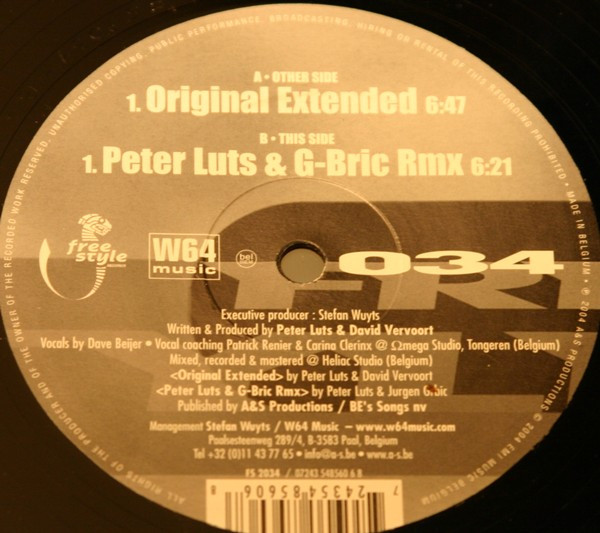 ALL RIGHTS OF THE PRODUCER AND OF THE OWNER OF THE RECORDED WORK RESERVED. UNAUTHORISED COPYING, PUBLIC PERFORMANCE, BROADCASTING, HIRING OR RENTAL OF THIS RECORDING PROHIBITED • MADE IN BELGIUM • ℗ 2004 A&S PRODUCTIONS © 2004 EMI MUSIC BELGIUM
A • OTHER SIDE
1. Original Extended 6:47
B • THIS SIDE
1. Peter Luts & G-Bric Rmx 6:21
free
style
W64
music
034
Executive producer : Stefan Wuyts
Written & Produced by Peter Luts & David Vervoort
Vocals by Dave Beijer • Vocal coaching Patrick Renier & Carina Clerinx @ Ωmega Studio, Tongeren (Belgium)
Mixed, recorded & mastered @ Heliac Studio (Belgium)
<Original Extended> by Peter Luts & David Vervoort
<Peter Luts & G-Bric Rmx> by Peter Luts & Jurgen
Published by A&S Productions / BE's Songs nv
Management Stefan Wuyts / W64 Music – www.w64music.com
Paalsesteenweg 289/4, B-3583 Paal, Belgium
Tel +32 (0)11 43 77 65 • info@a-s.be • www.a-s.be
FS 2034 / 07243 548560 6 8
7 24354 85606 8